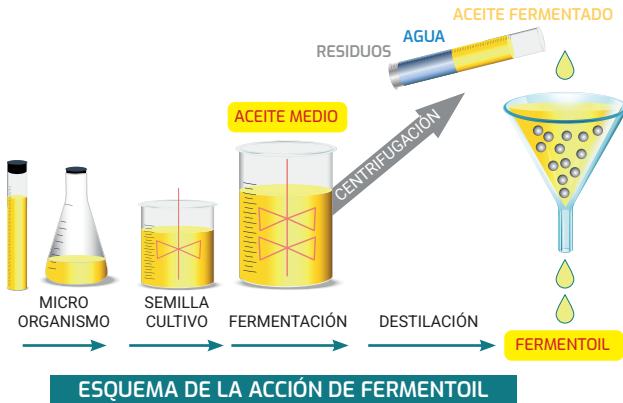 ACEITE FERMENTADO
AGUA
RESIDUOS
ACEITE MEDIO
CENTRIFUGACIÓN
MICRO
ORGANISMO
SEMILLA
CULTIVO
FERMENTACIÓN
DESTILACIÓN
FERMENTOIL
ESQUEMA DE LA ACCIÓN DE FERMENTOIL